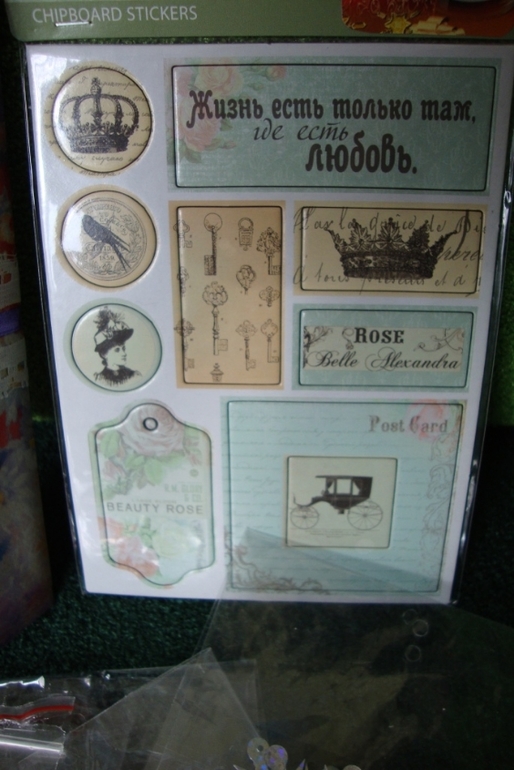 CHIPBOARD STICKERS
Жизнь есть только там,
где есть
любовь.
ROSE
Belle Alexandra
Post Card
BEAUTY ROSE